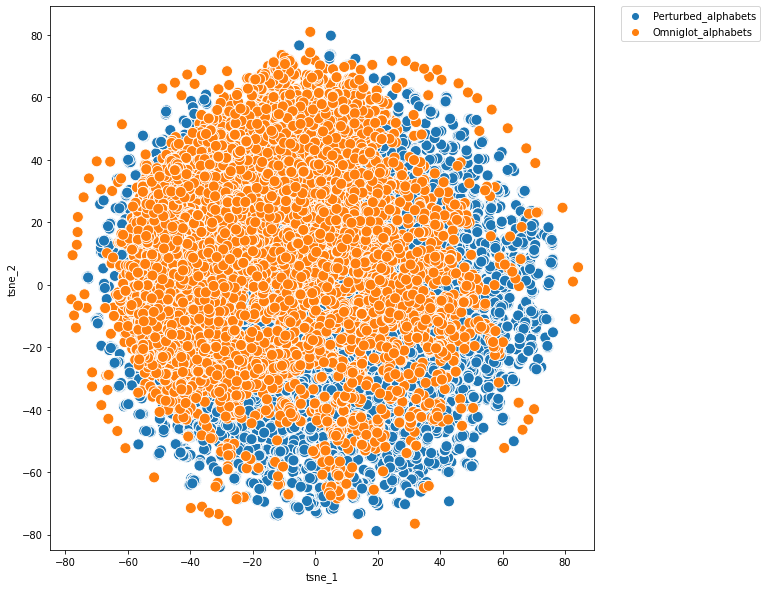 Perturbed_alphabets
Omniglot_alphabets
80
60
40
20
0
−20
−40
−60
−80
tsne_2
−80 −60 −40 −20 0 20 40 60 80
tsne_1